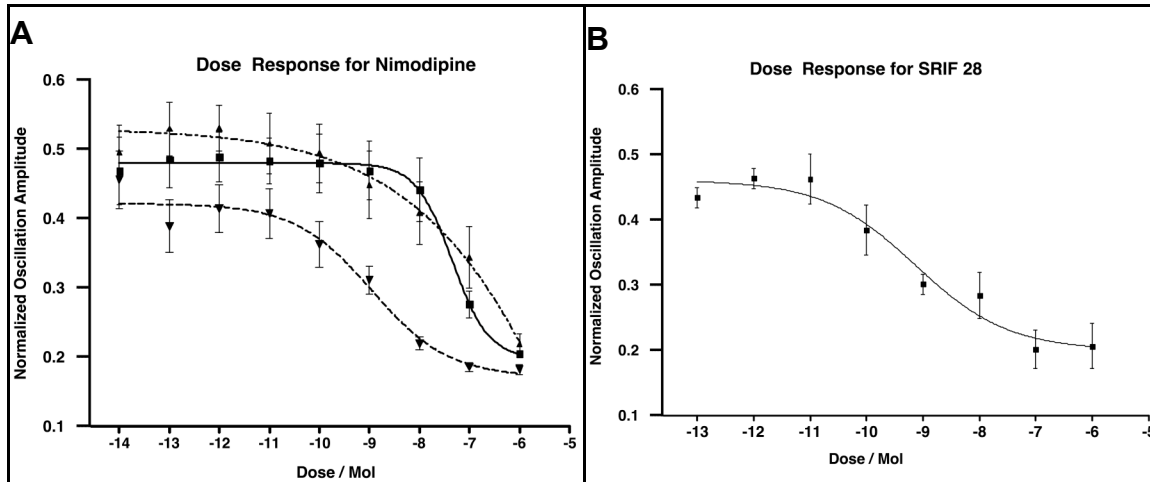 A
Dose Response for Nimodipine
Normalized Oscillation Amplitude
0.6
0.5
0.4
0.3
0.2
0.1
-14 -13 -12 -11 -10 -9 -8 -7 -6 -5
Dose / Mol
B
Dose Response for SRIF 28
Normalized Oscillation Amplitude
0.6
0.5
0.4
0.3
0.2
0.1
-13 -12 -11 -10 -9 -8 -7 -6 -5
Dose / Mol